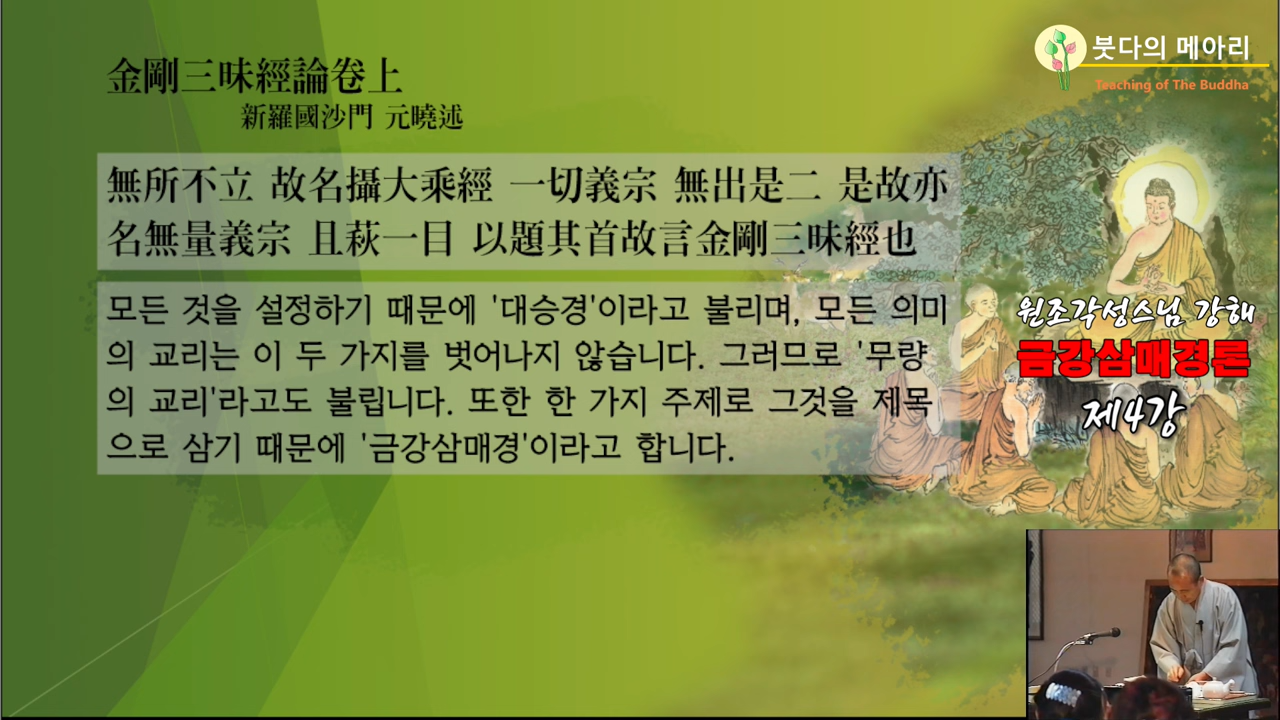 金剛三昧經論卷上
新羅國沙門 元曉述
無所不立 故名攝大乘經 一切義宗 無出是二 是故亦
名無量義宗 且萩一目 以題其首故言金剛三昧經也
모든 것을 설정하기 때문에 '대승경'이라고 불리며, 모든 의미
의 교리는 이 두 가지를 벗어나지 않습니다. 그러므로 '무량
의 교리'라고도 불립니다. 또한 한 가지 주제로 그것을 제목
으로 삼기 때문에 '금강삼매경'이라고 합니다.
붓다의 메아리
Teaching of The Buddha
원조각성스님 강해
금강삼매경론
제4강